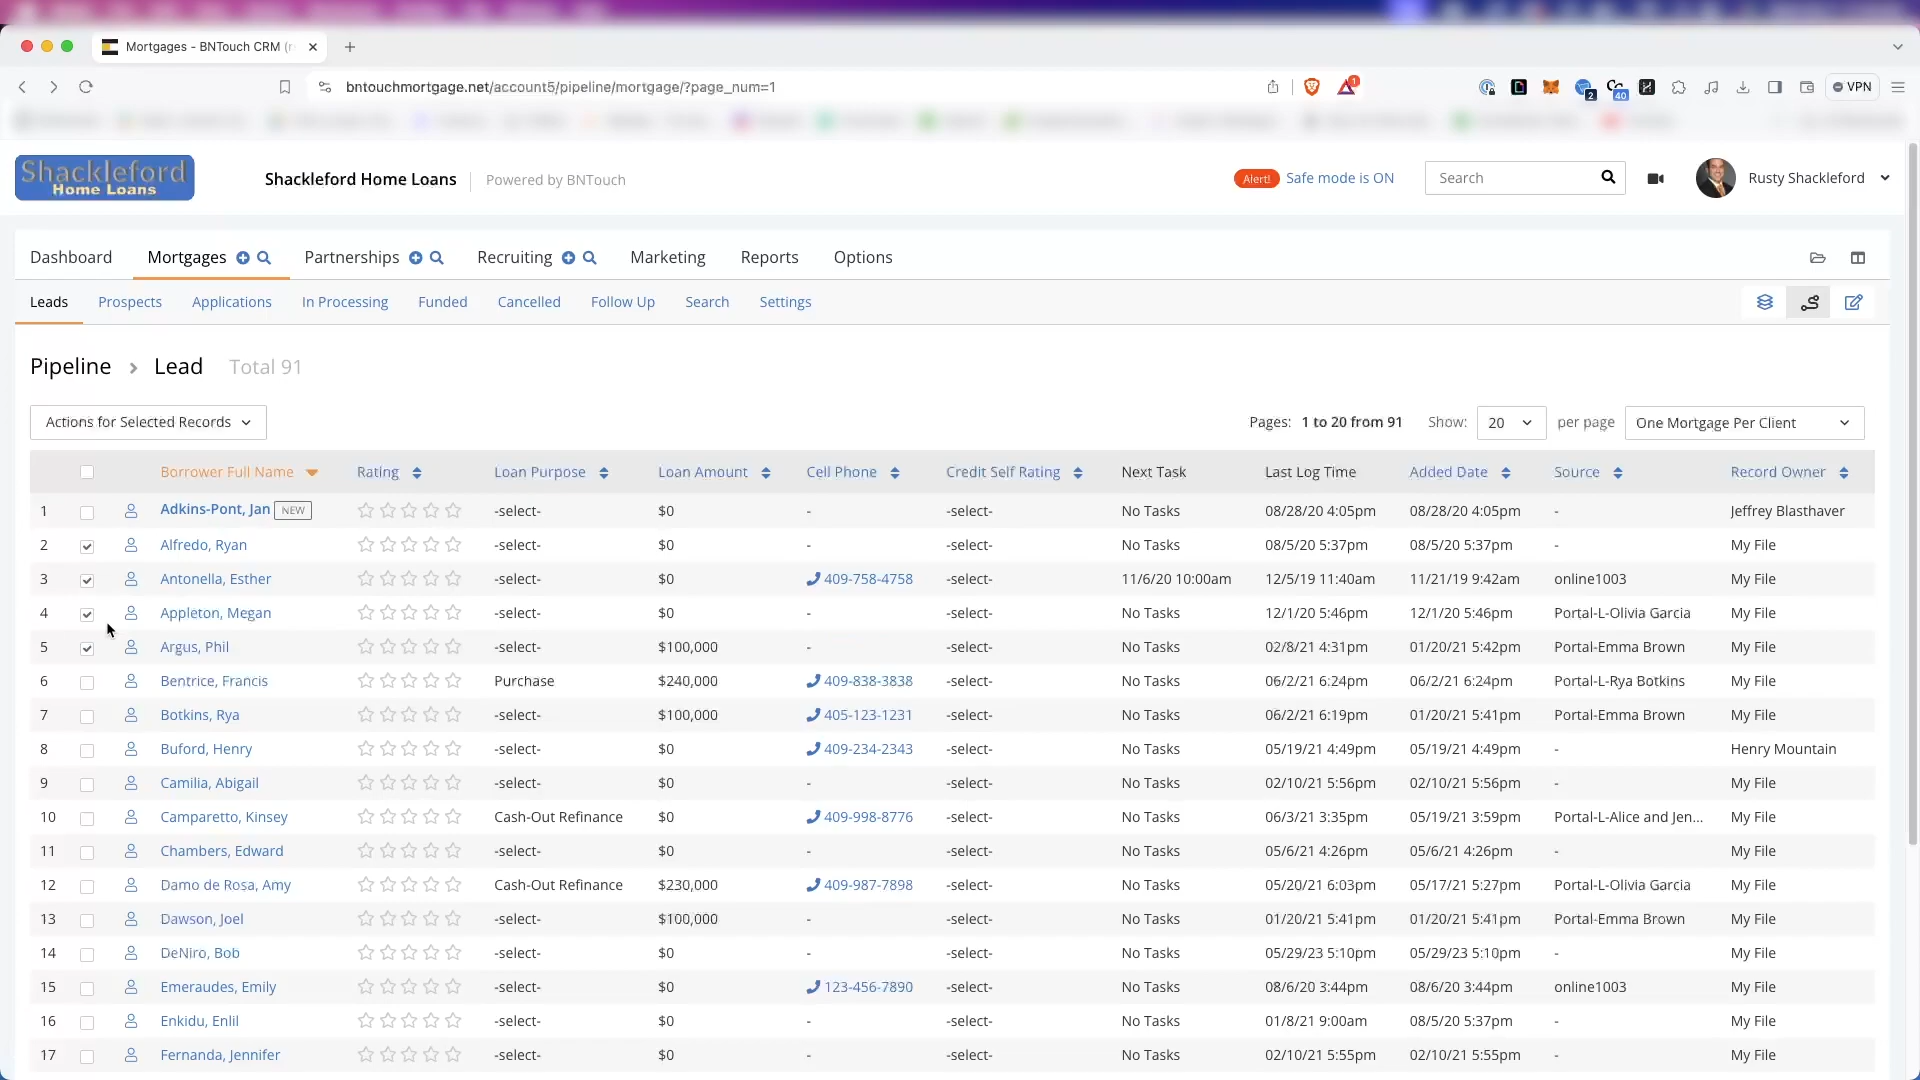 Mortgages - BNTouch CRM (
bntouchmortgage.net/account5/pipeline/mortgage/?page_num=1
1
2
40
VPN
Shackleford
Home Loans
Shackleford Home Loans
Powered by BNTouch
Alert!
Safe mode is ON
Search
Rusty Shackleford
Dashboard Mortgages Partnerships Recruiting Marketing Reports Options
Leads Prospects Applications In Processing Funded Cancelled Follow Up Search Settings
Pipeline > Lead Total 91
Actions for Selected Records
Pages: 1 to 20 from 91 Show: 20 per page One Mortgage Per Client
Borrower Full Name Rating Loan Purpose Loan Amount Cell Phone Credit Self Rating Next Task Last Log Time Added Date Source Record Owner
1 Adkins-Pont, Jan NEW -select- $0 - -select- No Tasks 08/28/20 4:05pm 08/28/20 4:05pm - Jeffrey Blasthaver
2 Alfredo, Ryan -select- $0 - -select- No Tasks 08/5/20 5:37pm 08/5/20 5:37pm - My File
3 Antonella, Esther -select- $0 409-758-4758 -select- 11/6/20 10:00am 12/5/19 11:40am 11/21/19 9:42am online1003 My File
4 Appleton, Megan -select- $0 - -select- No Tasks 12/1/20 5:46pm 12/1/20 5:46pm Portal-L-Olivia Garcia My File
5 Argus, Phil -select- $100,000 - -select- No Tasks 02/8/21 4:31pm 01/20/21 5:42pm Portal-Emma Brown My File
6 Bentrice, Francis Purchase $240,000 409-838-3838 -select- No Tasks 06/2/21 6:24pm 06/2/21 6:24pm Portal-L-Rya Botkins My File
7 Botkins, Rya -select- $100,000 405-123-1231 -select- No Tasks 06/2/21 6:19pm 01/20/21 5:41pm Portal-Emma Brown My File
8 Buford, Henry -select- $0 409-234-2343 -select- No Tasks 05/19/21 4:49pm 05/19/21 4:49pm - Henry Mountain
9 Camilia, Abigail -select- $0 - -select- No Tasks 02/10/21 5:56pm 02/10/21 5:56pm - My File
10 Camparetto, Kinsey Cash-Out Refinance $0 409-998-8776 -select- No Tasks 06/3/21 3:35pm 05/19/21 3:59pm Portal-L-Alice and Jen... My File
11 Chambers, Edward -select- $0 - -select- No Tasks 05/6/21 4:26pm 05/6/21 4:26pm - My File
12 Damo de Rosa, Amy Cash-Out Refinance $230,000 409-987-7898 -select- No Tasks 05/20/21 6:03pm 05/17/21 5:27pm Portal-L-Olivia Garcia My File
13 Dawson, Joel -select- $100,000 - -select- No Tasks 01/20/21 5:41pm 01/20/21 5:41pm Portal-Emma Brown My File
14 DeNiro, Bob -select- $0 - -select- No Tasks 05/29/23 5:10pm 05/29/23 5:10pm - My File
15 Emeraudes, Emily -select- $0 123-456-7890 -select- No Tasks 08/6/20 3:44pm 08/6/20 3:44pm online1003 My File
16 Enkidu, Enlil -select- $0 - -select- No Tasks 01/8/21 9:00am 08/5/20 5:37pm - My File
17 Fernanda, Jennifer -select- $0 - -select- No Tasks 02/10/21 5:55pm 02/10/21 5:55pm - My File